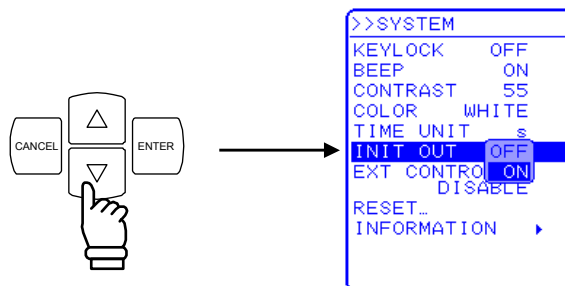 CANCEL
ENTER
>>SYSTEM
KEYLOCK OFF
BEEP ON
CONTRAST 55
COLOR WHITE
TIME UNIT s
INIT OUT OFF
EXT CONTRO ON
DISABLE
RESET…
INFORMATION